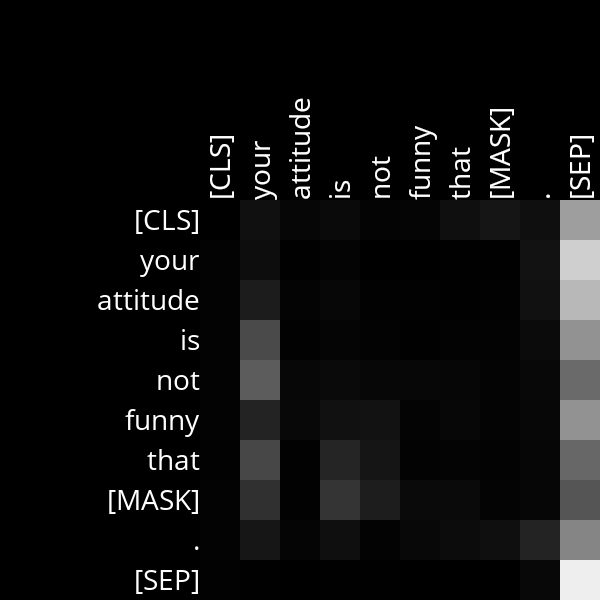 [CLS]
your
attitude
is
not
funny
that
[MASK]
.
[SEP]
[CLS]
your
attitude
is
not
funny
that
[MASK]
.
[SEP]